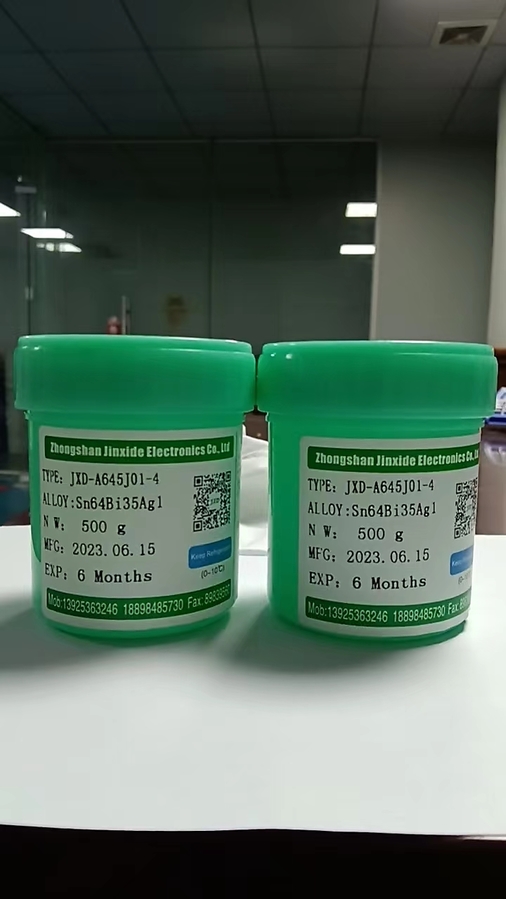 Zhongshan Jinxide Electronics Co., Ltd
TYPE: JXD-A645J01-4
ALLOY:Sn64Bi35Ag1
N W: 500 g
MFG: 2023.06.15
EXP: 6 Months
Keep Refrigerated
(0~10℃)
Mob:13925363246 18898485730 Fax:
Zhongshan Jinxide Electronics Co.,
TYPE: JXD-A645J01-4
ALLOY:Sn64Bi35Ag1
N W: 500 g
MFG: 2023.06.15
EXP: 6 Months
Keep
Mob:13925363246 18898485730 Fax: